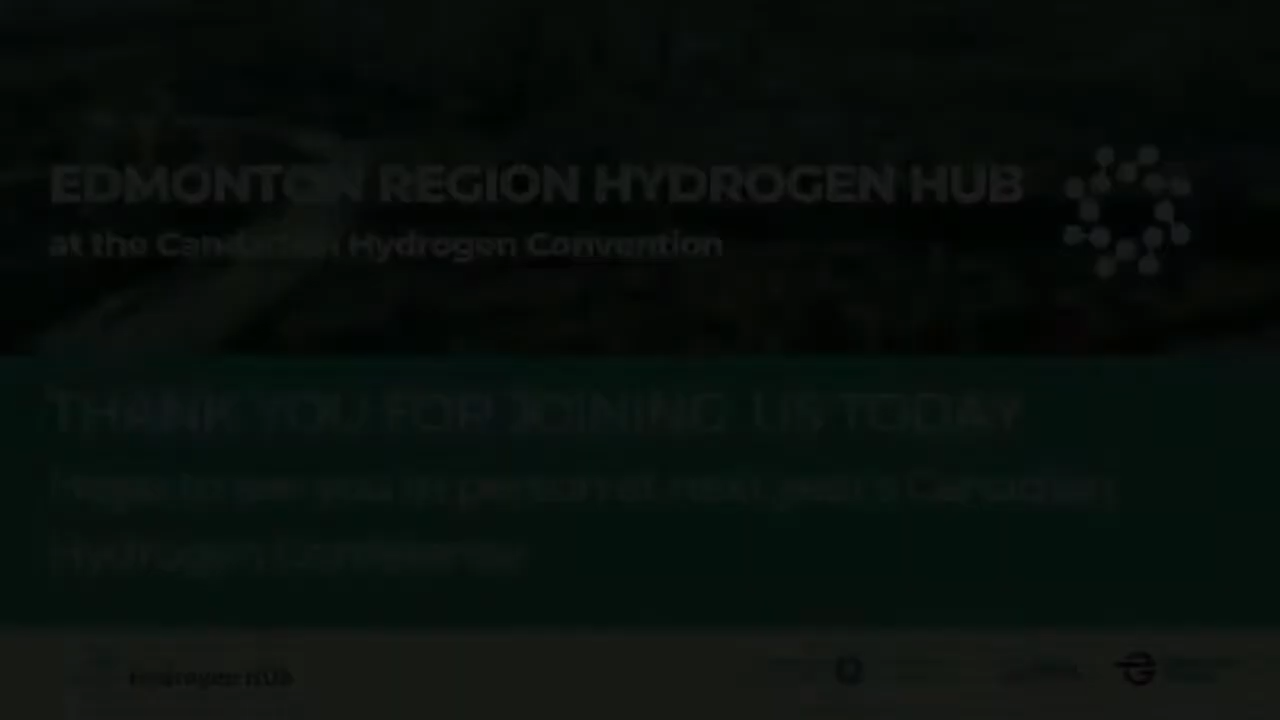 EDMONTON REGION HYDROGEN HUB
at the Canadian Hydrogen Convention
THANK YOU FOR JOINING US TODAY
Hope to see you in person at next year's Canadian
Hydrogen
Hydrogen HUB